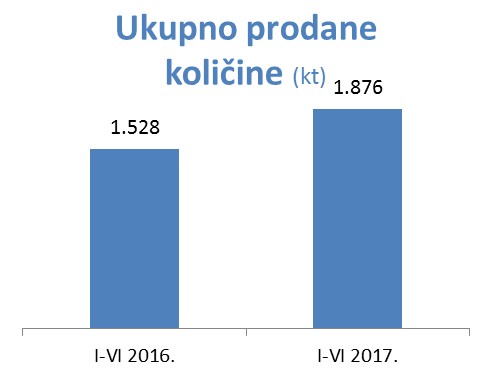 Ukupno prodane
količine (kt)
1.876
1.528
I-VI 2016.
I-VI 2017.